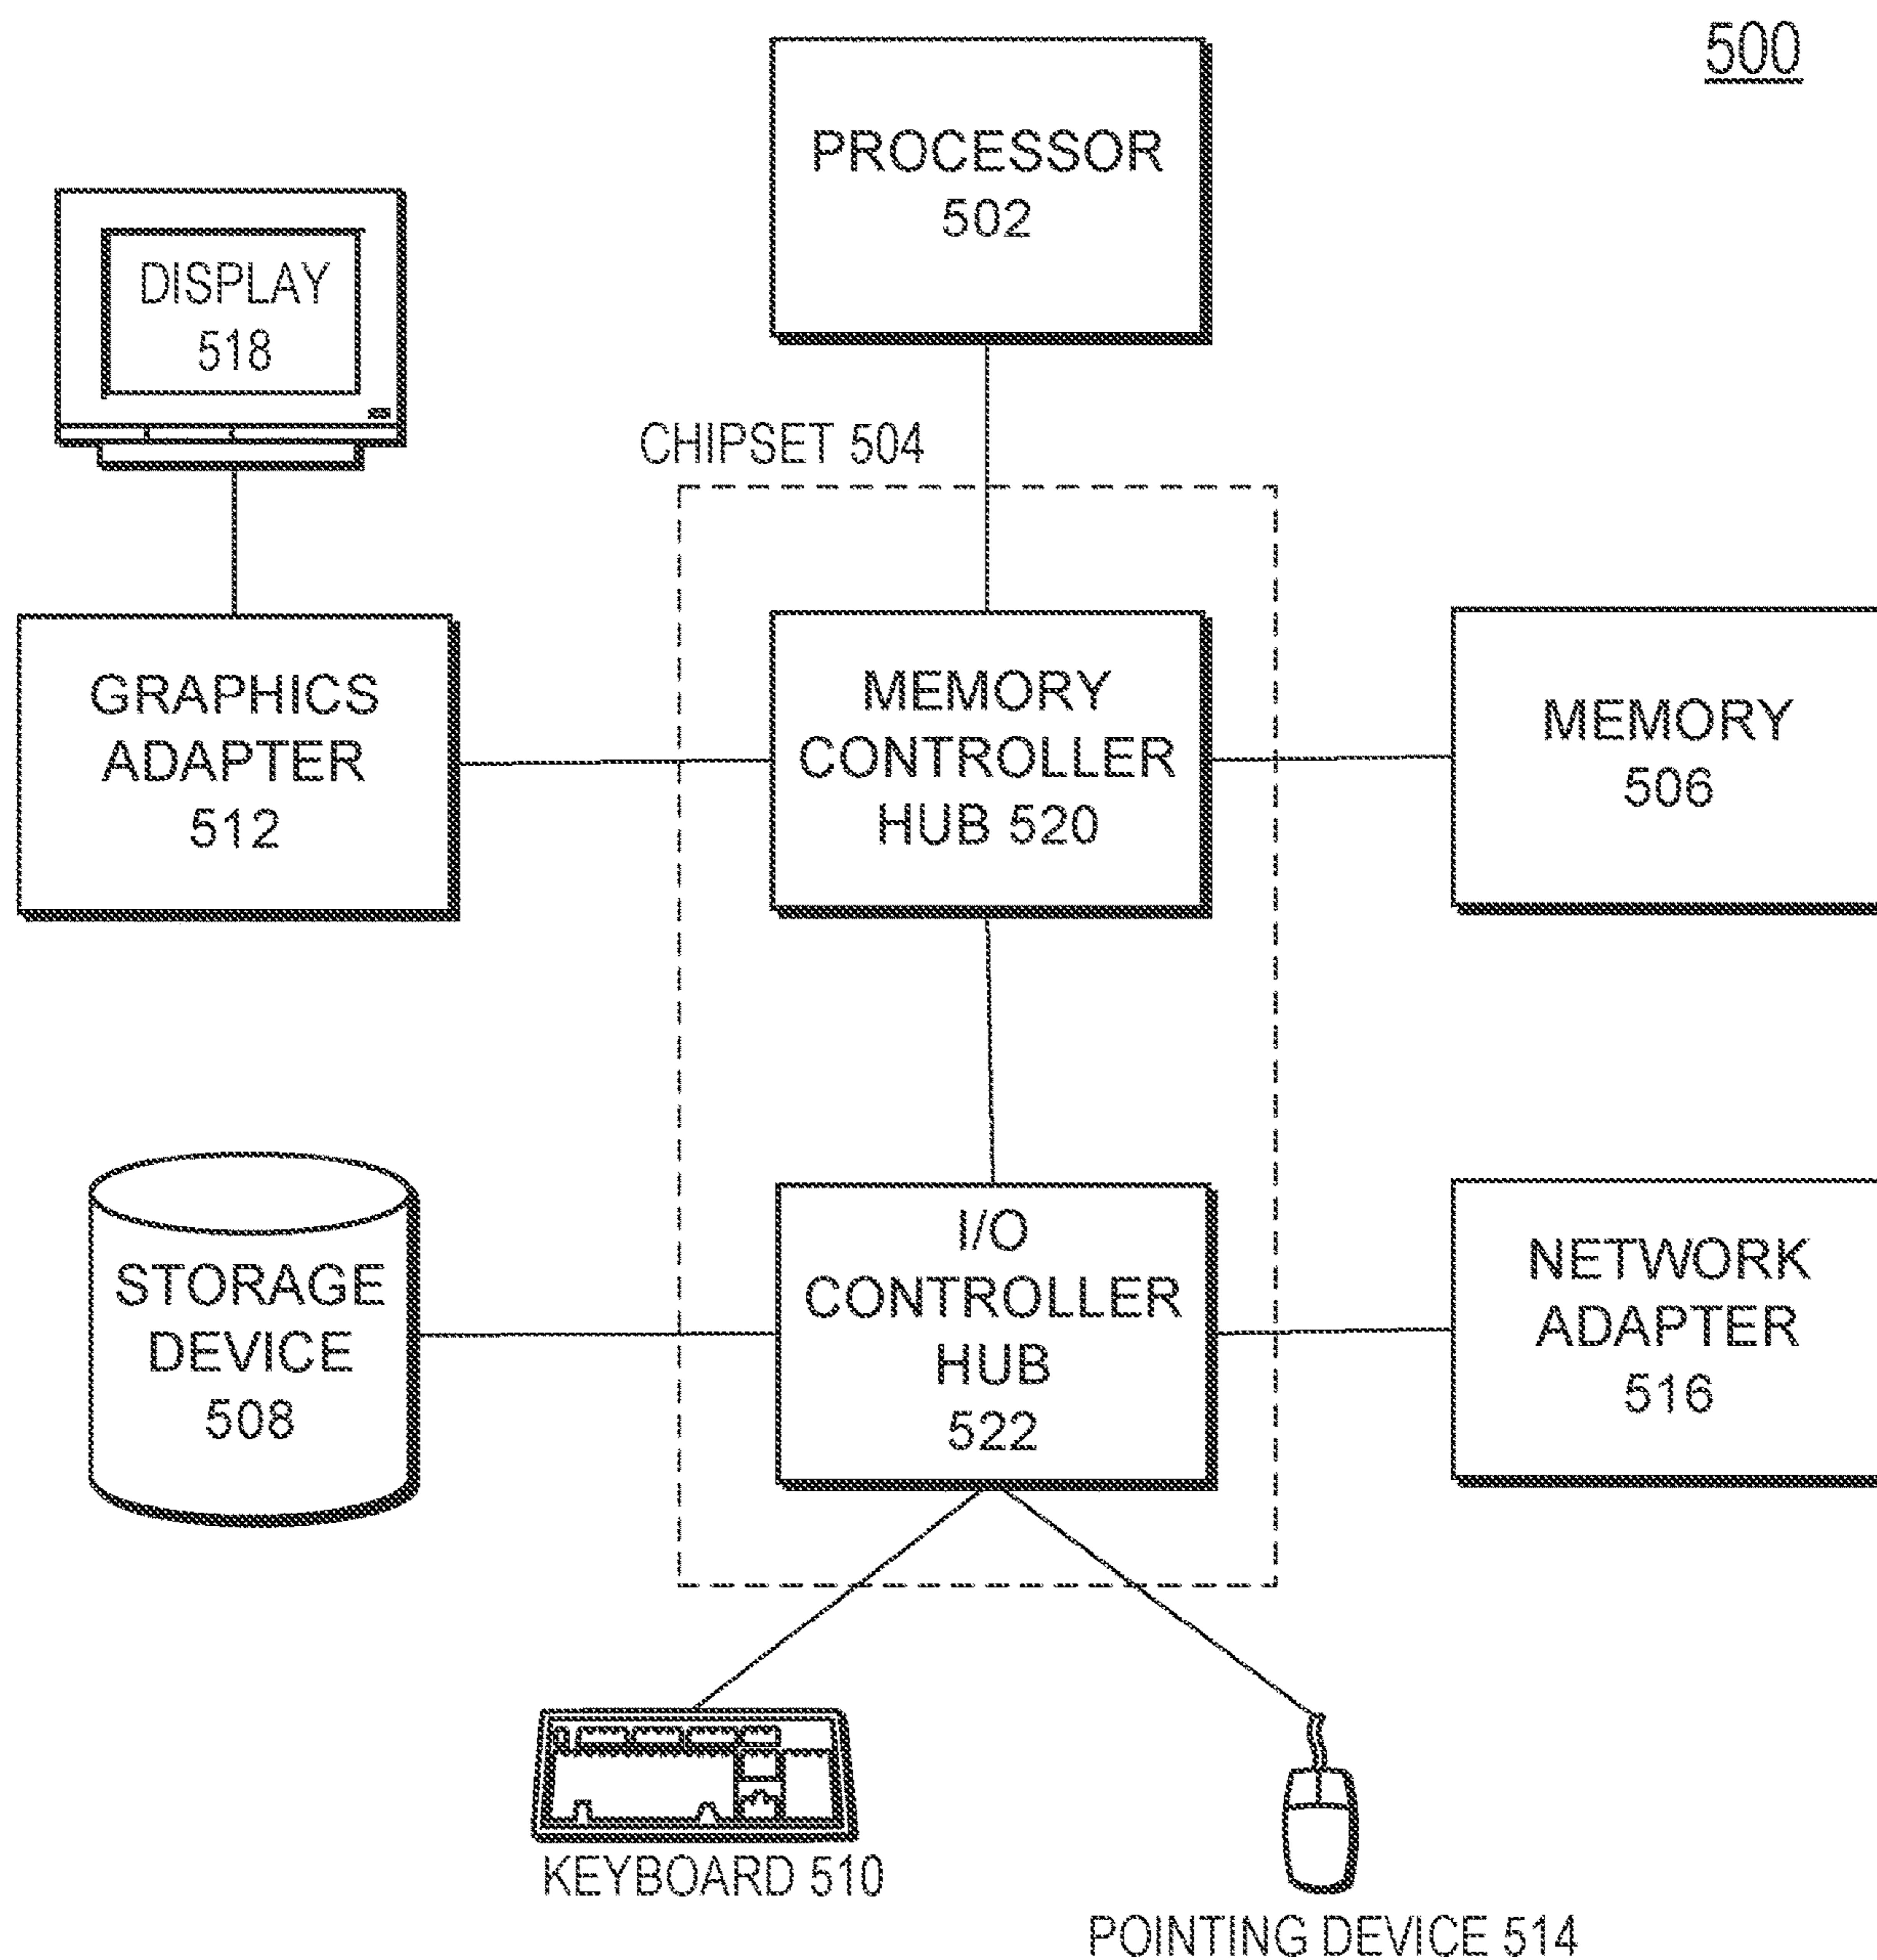 500
PROCESSOR
502
DISPLAY
518
CHIPSET 504
GRAPHICS
ADAPTER
512
MEMORY
CONTROLLER
HUB 520
MEMORY
506
STORAGE
DEVICE
508
I/O
CONTROLLER
HUB
522
NETWORK
ADAPTER
516
KEYBOARD 510
POINTING DEVICE 514